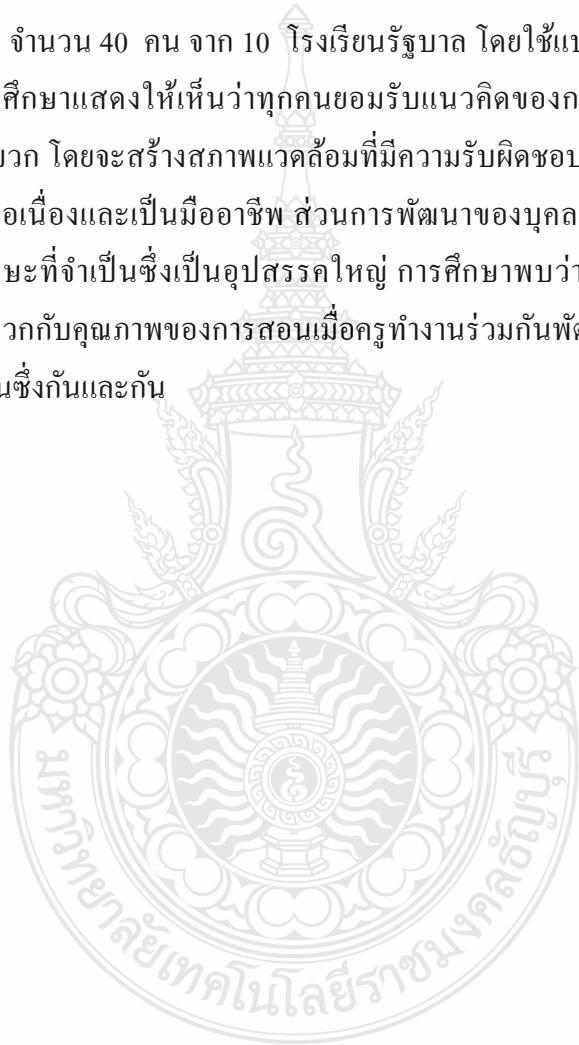 จำนวน 40 คน จาก 10 โรงเรียนรัฐบาล โดยใช้แบ
ศึกษาแสดงให้เห็นว่าทุกคนยอมรับแนวคิดของก
บวก โดยจะสร้างสภาพแวดล้อมที่มีความรับผิดชอบ
อเนื่องและเป็นมืออาชีพ ส่วนการพัฒนาของบุคล
ษะที่จำเป็นซึ่งเป็นอุปสรรคใหญ่ การศึกษาพบว่า
วกกับคุณภาพของการสอนเมื่อครูทำงานร่วมกันพัต
นซึ่งกันและกัน
มหาวิทยาลัยเทคโนโลยีราชมงคลธัญบุรี